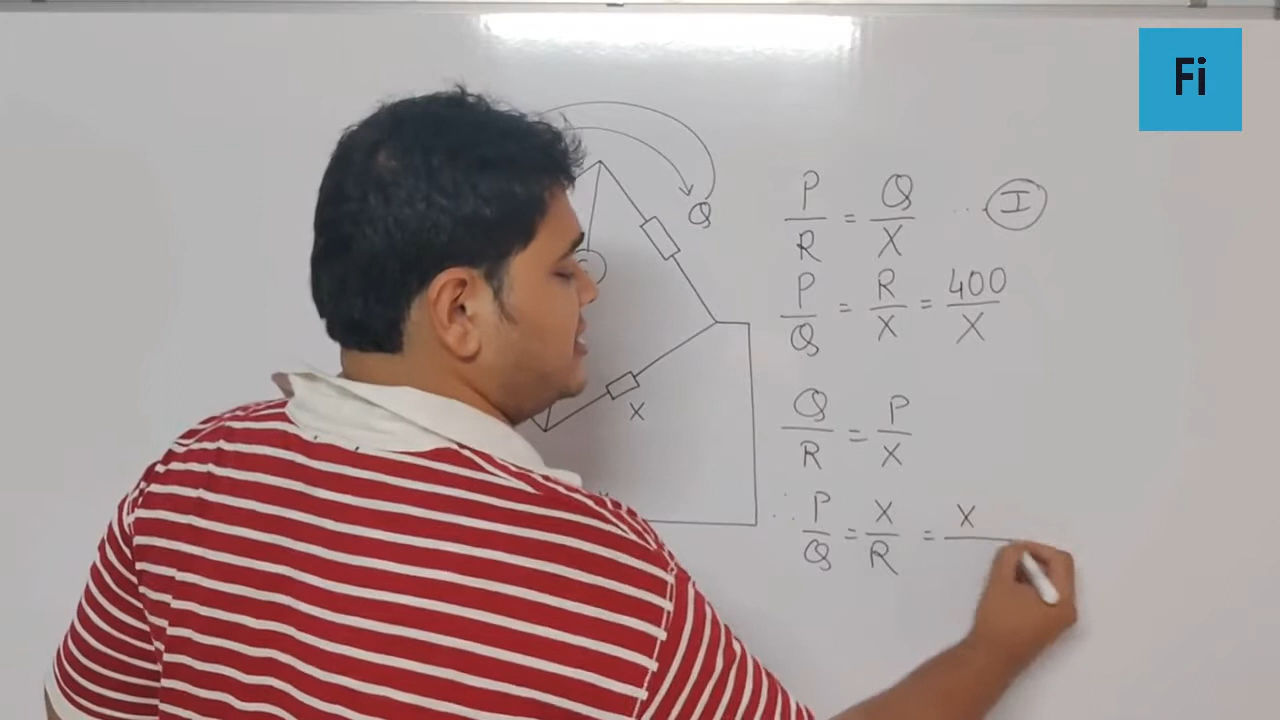 Fi
Q
X
P/R = Q/X ... I
P/Q = R/X = 400/X
Q/R = P/X
∴ P/Q = X/R = X/